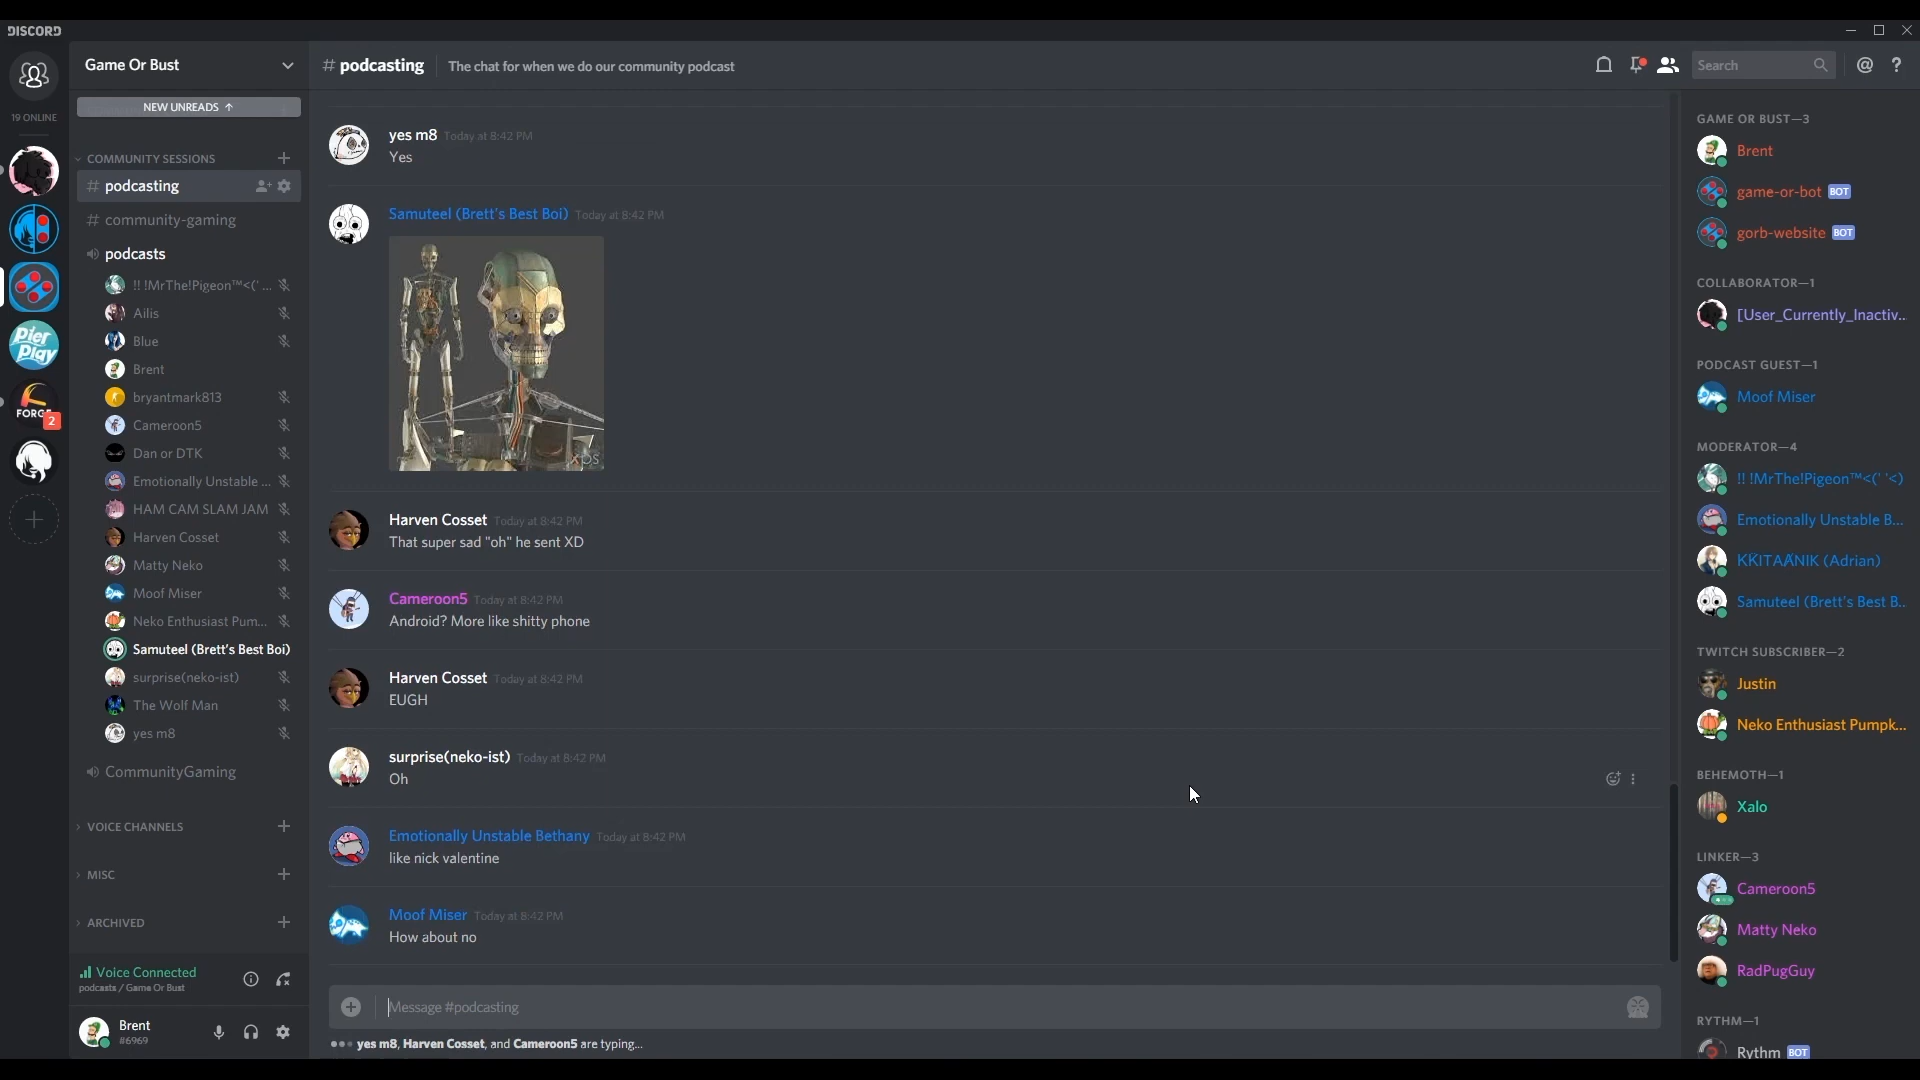 DISCORD
19 ONLINE
Pier
Play
FORGE
2
Game Or Bust
NEW UNREADS ↑
COMMUNITY SESSIONS
# podcasting
# community-gaming
podcasts
!! !MrThe!Pigeon™<(' ...
Ailis
Blue
Brent
bryantmark813
Cameroon5
Dan or DTK
Emotionally Unstable ...
HAM CAM SLAM JAM
Harven Cosset
Matty Neko
Moof Miser
Neko Enthusiast Pum...
Samuteel (Brett's Best Boi)
surprise(neko-ist)
The Wolf Man
yes m8
CommunityGaming
VOICE CHANNELS
MISC
ARCHIVED
Voice Connected
podcasts / Game Or Bust
Brent
#6969
# podcasting
The chat for when we do our community podcast
Search
@ ?
yes m8 Today at 8:42 PM
Yes
Samuteel (Brett's Best Boi) Today at 8:42 PM
XPS
Harven Cosset Today at 8:42 PM
That super sad "oh" he sent XD
Cameroon5 Today at 8:42 PM
Android? More like shitty phone
Harven Cosset Today at 8:42 PM
EUGH
surprise(neko-ist) Today at 8:42 PM
Oh
Emotionally Unstable Bethany Today at 8:42 PM
like nick valentine
Moof Miser Today at 8:42 PM
How about no
Message #podcasting
yes m8, Harven Cosset, and Cameroon5 are typing...
GAME OR BUST—3
Brent
game-or-bot BOT
gorb-website BOT
COLLABORATOR—1
[User_Currently_Inactiv...
PODCAST GUEST—1
Moof Miser
MODERATOR—4
!! !MrThe!Pigeon™<(' '<)
Emotionally Unstable B...
(Adrian)
Samuteel (Brett's Best B..
TWITCH SUBSCRIBER—2
Justin
Neko Enthusiast Pumpk...
BEHEMOTH—1
Xalo
LINKER—3
Cameroon5
Matty Neko
RadPugGuy
RYTHM—1
Rythm BOT